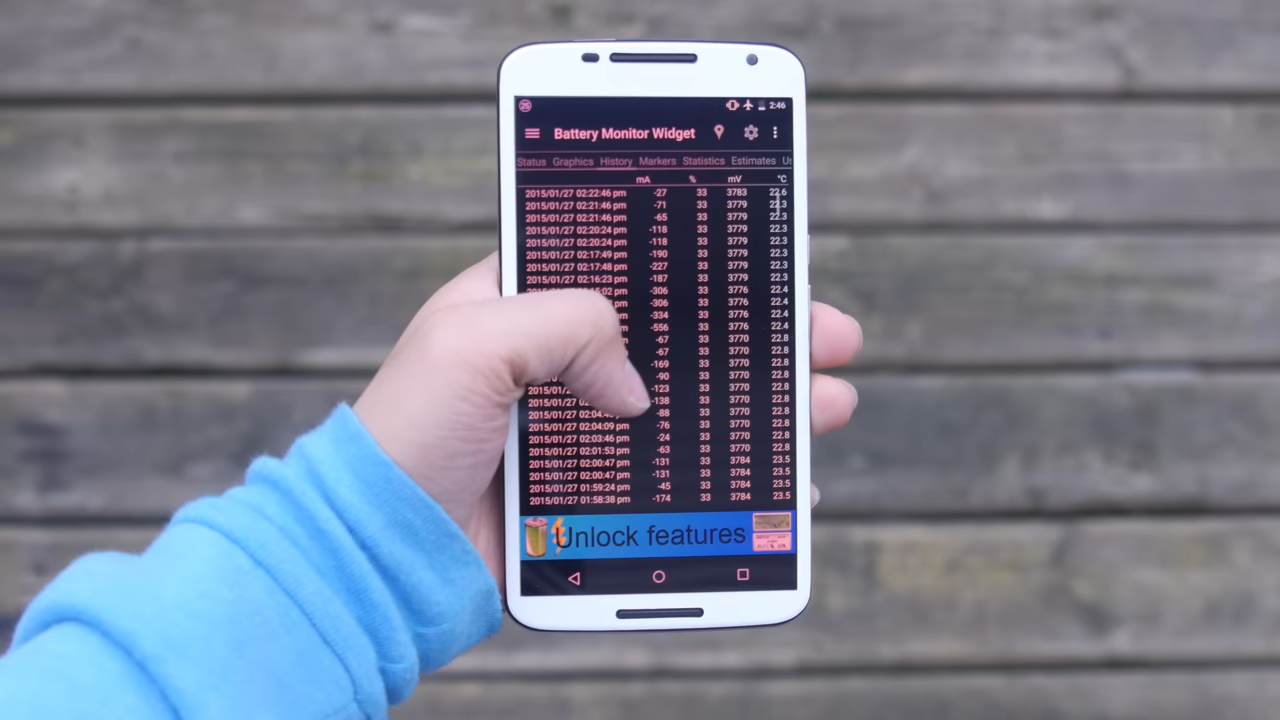 2:46
Battery Monitor Widget
Status Graphics History Markers Statistics Estimates
mA % mV °C
2015/01/27 02:22:46 pm -27 33 3783 22.6
2015/01/27 02:21:46 pm -71 33 3779 22.3
2015/01/27 02:21:46 pm -65 33 3779 22.3
2015/01/27 02:20:24 pm -118 33 3779 22.3
2015/01/27 02:20:24 pm -118 33 3779 22.3
2015/01/27 02:17:49 pm -190 33 3779 22.3
2015/01/27 02:17:48 pm -227 33 3779 22.3
2015/01/27 02:16:23 pm -187 33 3779 22.3
pm -306 33 3776 22.4
-306 33 3776 22.4
-334 33 3776 22.4
-556 33 3776 22.4
-67 33 3770 22.8
-67 33 3770 22.8
-169 33 3770 22.8
-90 33 3770 22.8
-123 33 3770 22.8
2015/01/27 -138 33 3770 22.8
2015/01/27 -88 33 3770 22.8
2015/01/27 02:04:09 pm -76 33 3770 22.8
2015/01/27 02:03:46 pm -24 33 3770 22.8
2015/01/27 02:01:53 pm -63 33 3770 22.8
2015/01/27 02:00:47 pm -131 33 3784 23.5
2015/01/27 02:00:47 pm -131 33 3784 23.5
2015/01/27 01:59:24 pm -45 33 3784 23.5
2015/01/27 01:58:38 pm -174 33 3784 23.5
Unlock features